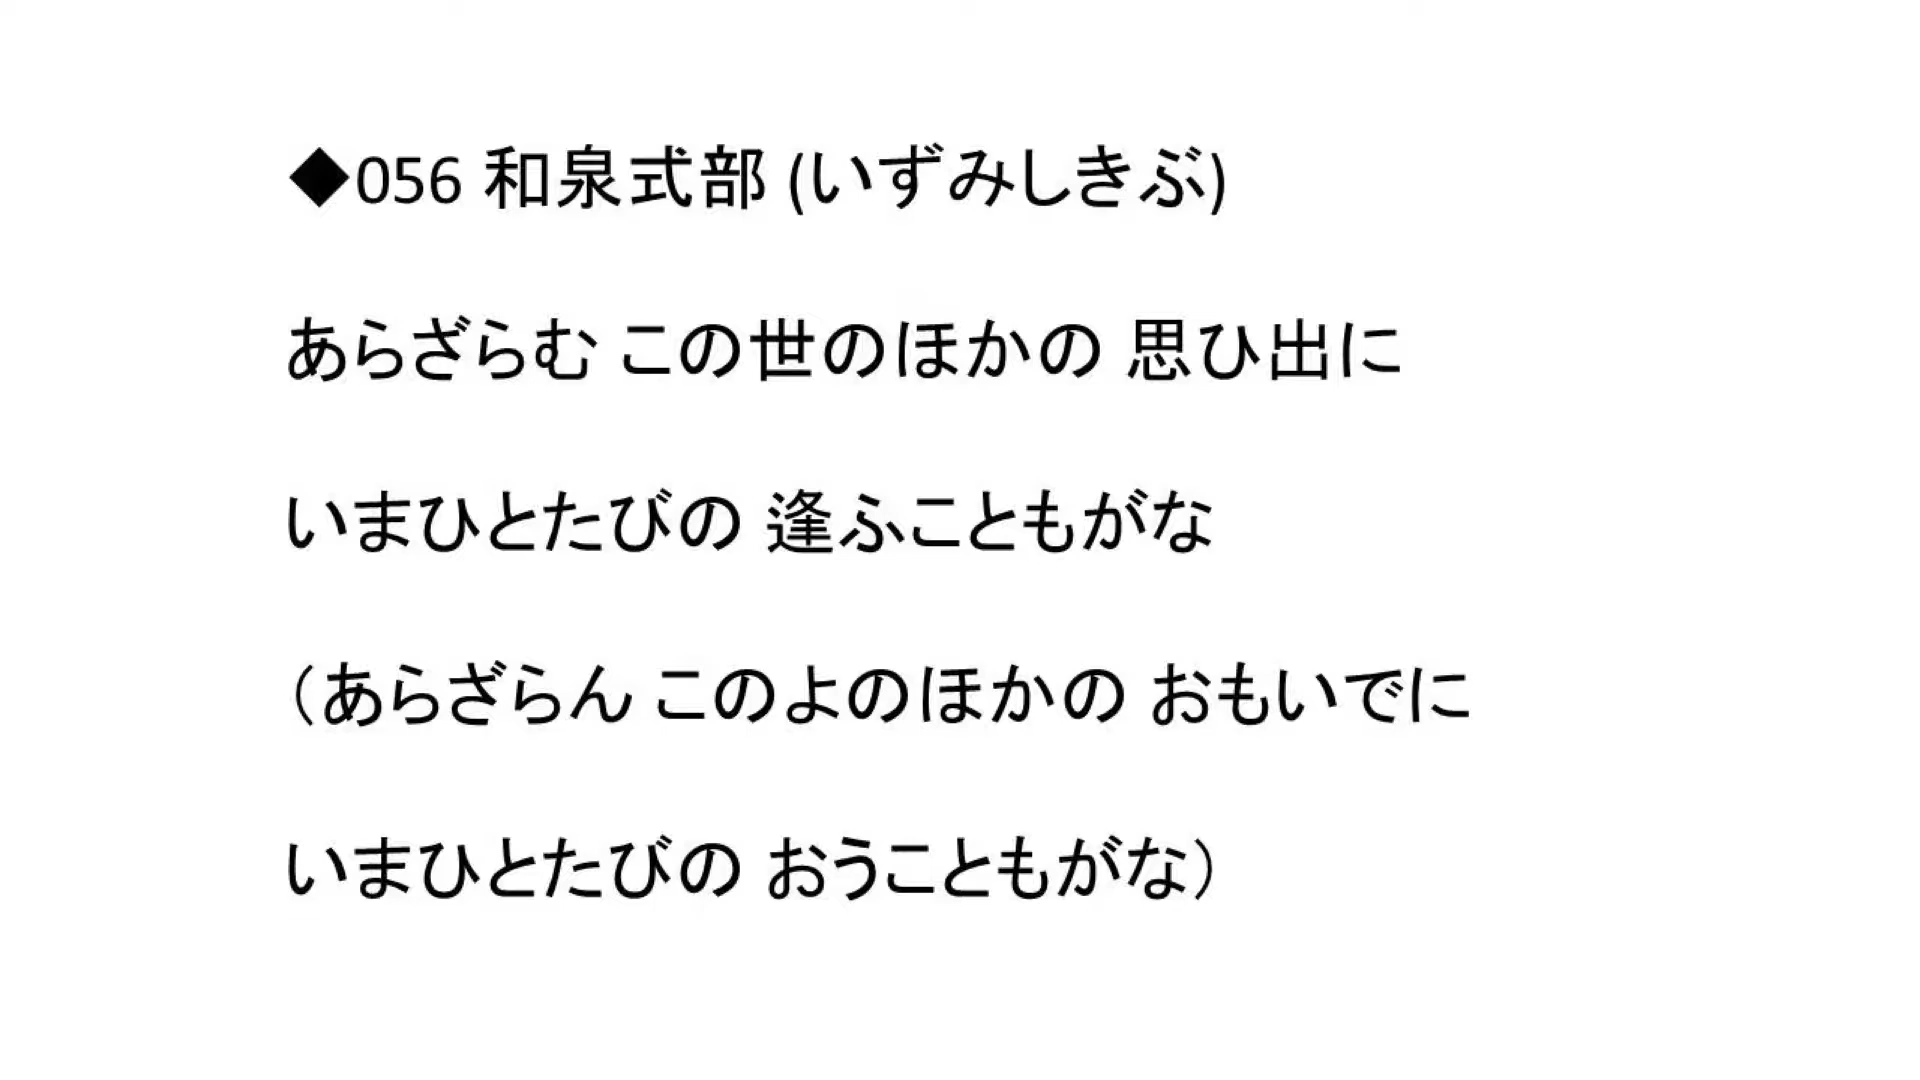 ◆056 和泉式部 (いずみしきぶ)
あらざらむ この世のほかの 思ひ出に
いまひとたびの 逢ふこともがな
（あらざらん このよのほかの おもいでに
いまひとたびの おうこともがな）